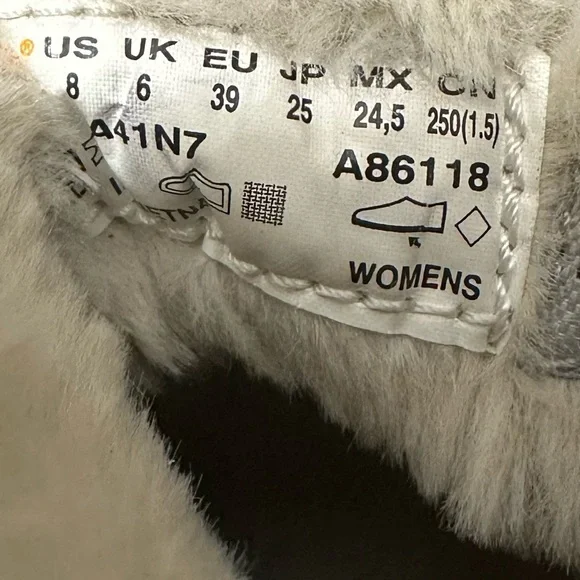 US UK EU JP MX CN
8 6 39 25 24,5 250(1.5)
A41N7 A86118
WOMENS